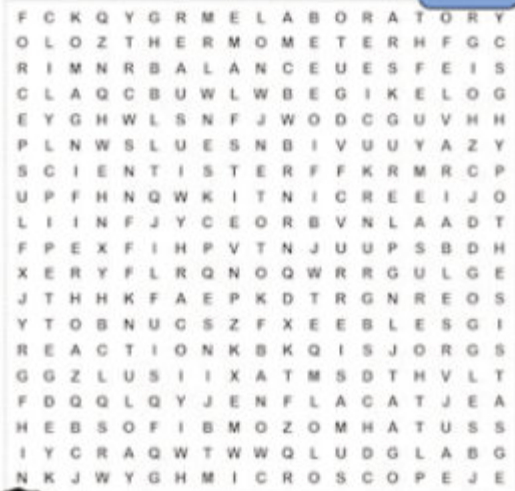 F C K Q Y G R M E L A B O R A T O R Y
O L O Z T H E R M O M E T E R H F G C
R I M N R B A L A N C E U E S F E I S
C L A Q C B U W L W B E G I K E L O G
E Y G H W L S N F J W O D C G U V H H
P L N W S L U E S N B I V U U Y A Z Y
S C I E N T I S T E R F F K R M R C P
U P F H N Q W K I T N I C R E E I J O
L I I N F J Y C E O R B V N L A A D T
F P E X F I H P V T N J U U P S B D H
X E R Y F L R Q N O Q W R R G U L G E
J T H H K F A E P K D T R G N R E O S
Y T O B N U C S Z F X E E B L E S G I
R E A C T I O N K B K Q I S J O R G S
G G Z L U S I I X A T M S D T H V L T
F D Q Q L Q Y J E N F L A C A T J E A
H E B S O F I B M O Z O M H A T U S S
I Y C R A Q W T W W Q L U D G L A B G
N K J W Y G H M I C R O S C O P E J E